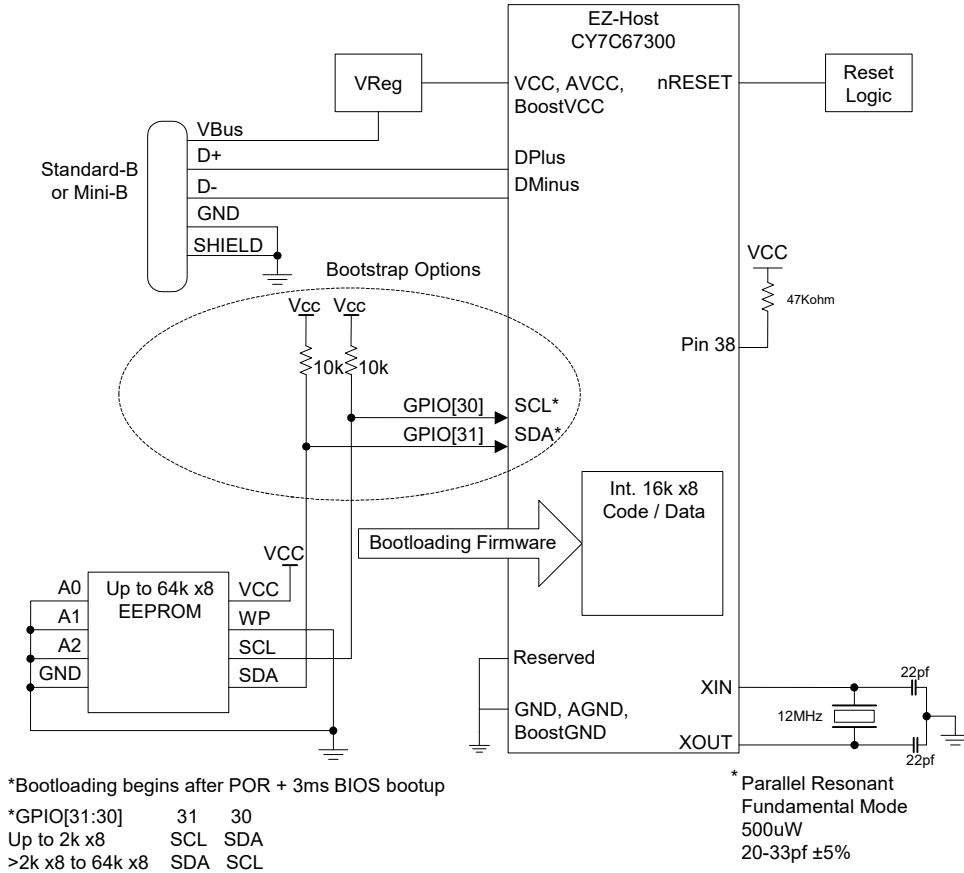 EZ-Host
CY7C67300
VReg
VCC, AVCC,
BoostVCC
nRESET
Reset
Logic
VBus
D+
D-
GND
SHIELD
Standard-B
or Mini-B
DPlus
DMinus
Bootstrap Options
Vcc
Vcc
10k
10k
VCC
47Kohm
Pin 38
GPIO[30]
SCL*
GPIO[31]
SDA*
Int. 16k x8
Code / Data
Bootloading Firmware
VCC
A0
A1
A2
GND
Up to 64k x8
EEPROM
VCC
WP
SCL
SDA
Reserved
GND, AGND,
BoostGND
XIN
XOUT
22pf
12MHz
22pf
*Bootloading begins after POR + 3ms BIOS bootup
*GPIO[31:30] 31 30
Up to 2k x8 SCL SDA
>2k x8 to 64k x8 SDA SCL
* Parallel Resonant
Fundamental Mode
500uW
20-33pf ±5%